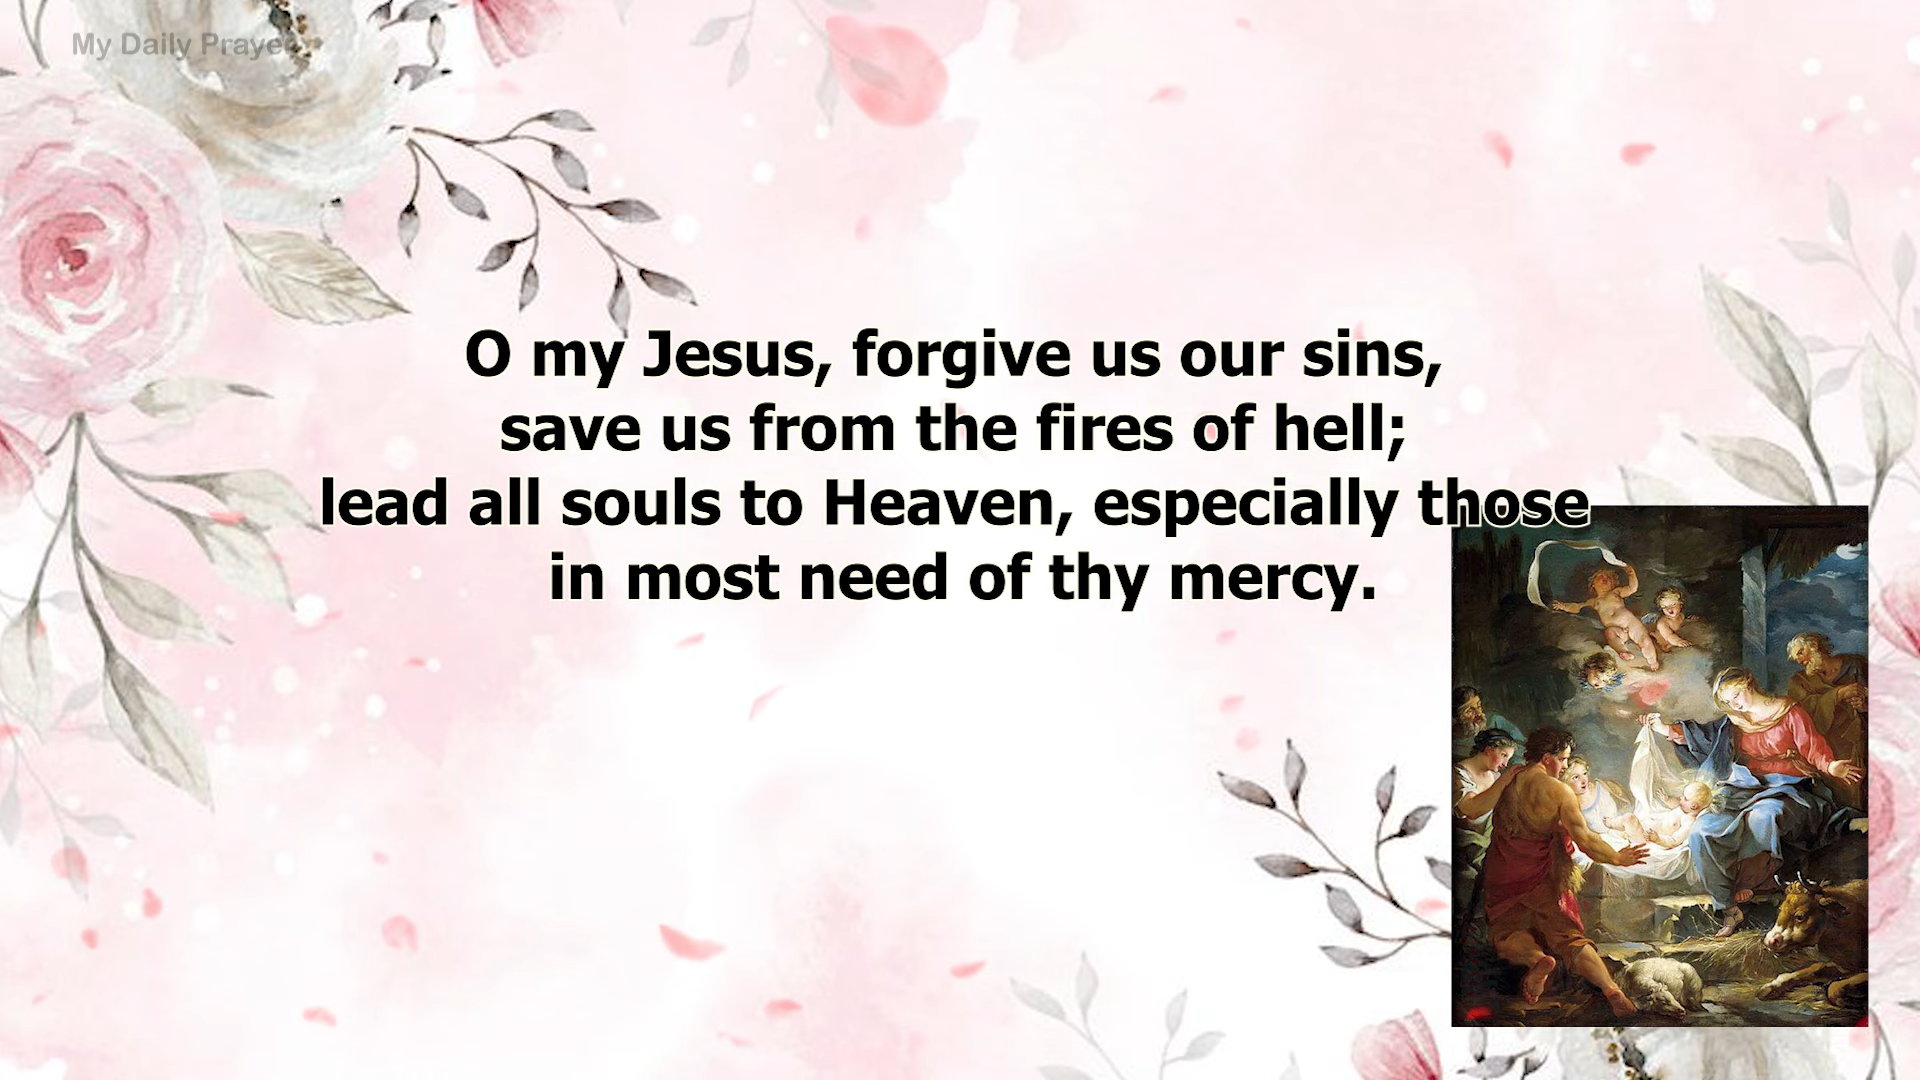 My Daily Prayer
O my Jesus, forgive us our sins,
save us from the fires of hell;
lead all souls to Heaven, especially those
in most need of thy mercy.